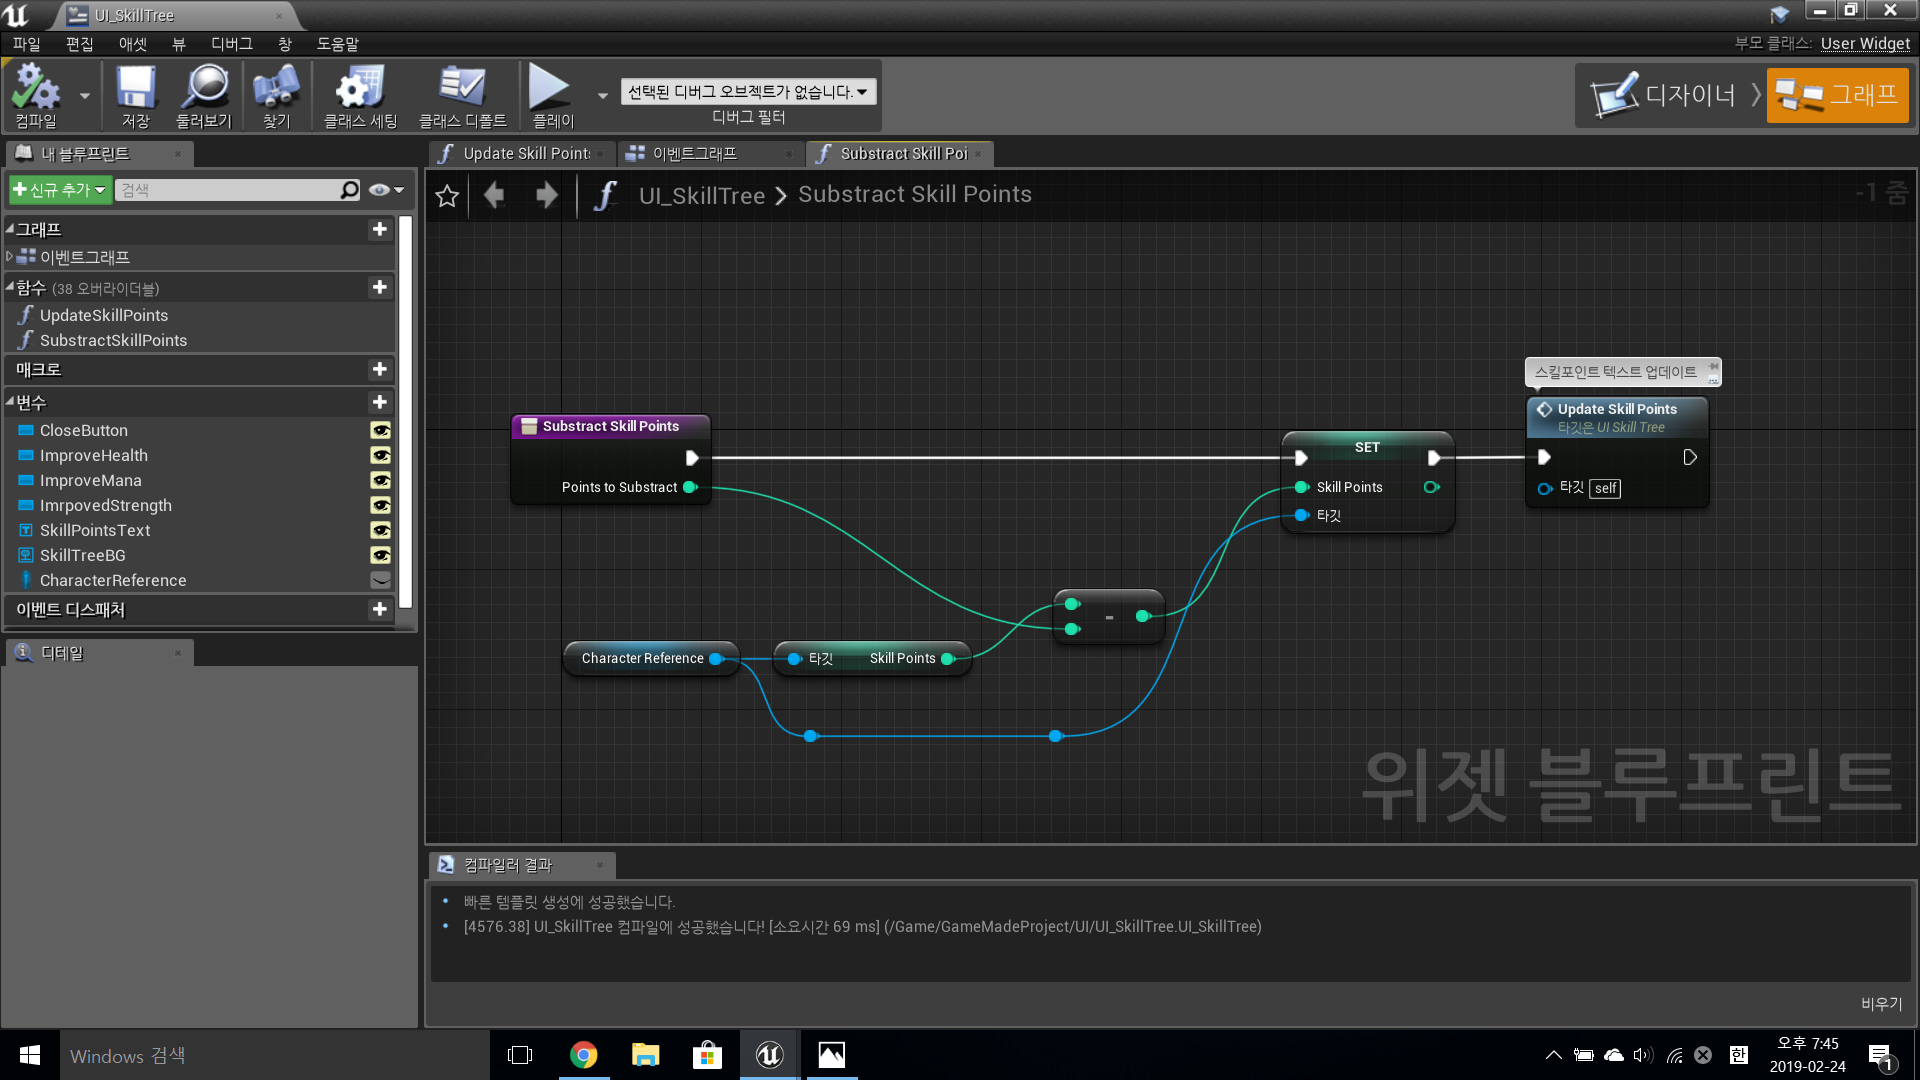 UI_SkillTree
파일 편집 애셋 뷰 디버그 창 도움말
부모 클래스: User Widget
컴파일 저장 둘러보기 찾기 클래스 세팅 클래스 디폴트 플레이
선택된 디버그 오브젝트가 없습니다.
디버그 필터
디자이너 그래프
내 블루프린트
Update Skill Point
이벤트그래프
Substract Skill Poi
신규 추가
검색
UI_SkillTree > Substract Skill Points
-1 줌
그래프
이벤트그래프
함수 (38 오버라이더블)
UpdateSkillPoints
SubstractSkillPoints
매크로
변수
CloseButton
ImproveHealth
ImproveMana
ImrpovedStrength
SkillPointsText
SkillTreeBG
CharacterReference
이벤트 디스패처
디테일
스킬포인트 텍스트 업데이트
Substract Skill Points
Points to Substract
SET
Skill Points
타깃
Update Skill Points
타깃은 UI Skill Tree
타깃 self
-
Character Reference
타깃 Skill Points
위젯 블루프린트
컴파일러 결과
빠른 템플릿 생성에 성공했습니다.
[4576.38] UI_SkillTree 컴파일에 성공했습니다! [소요시간 69 ms] (/Game/GameMadeProject/UI/UI_SkillTree.UI_SkillTree)
비우기
Windows 검색
한
오후 7:45
2019-02-24
1